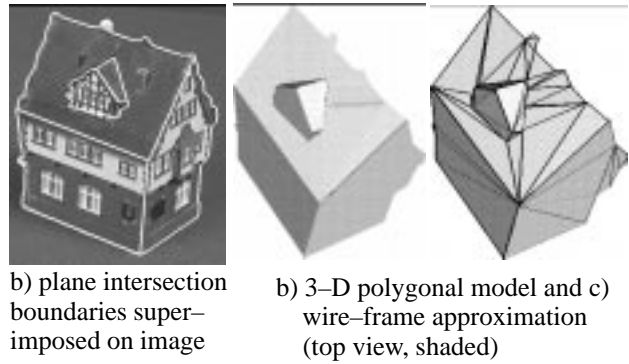 b) plane intersection
boundaries super–
imposed on image
b) 3–D polygonal model and c)
wire–frame approximation
(top view, shaded)